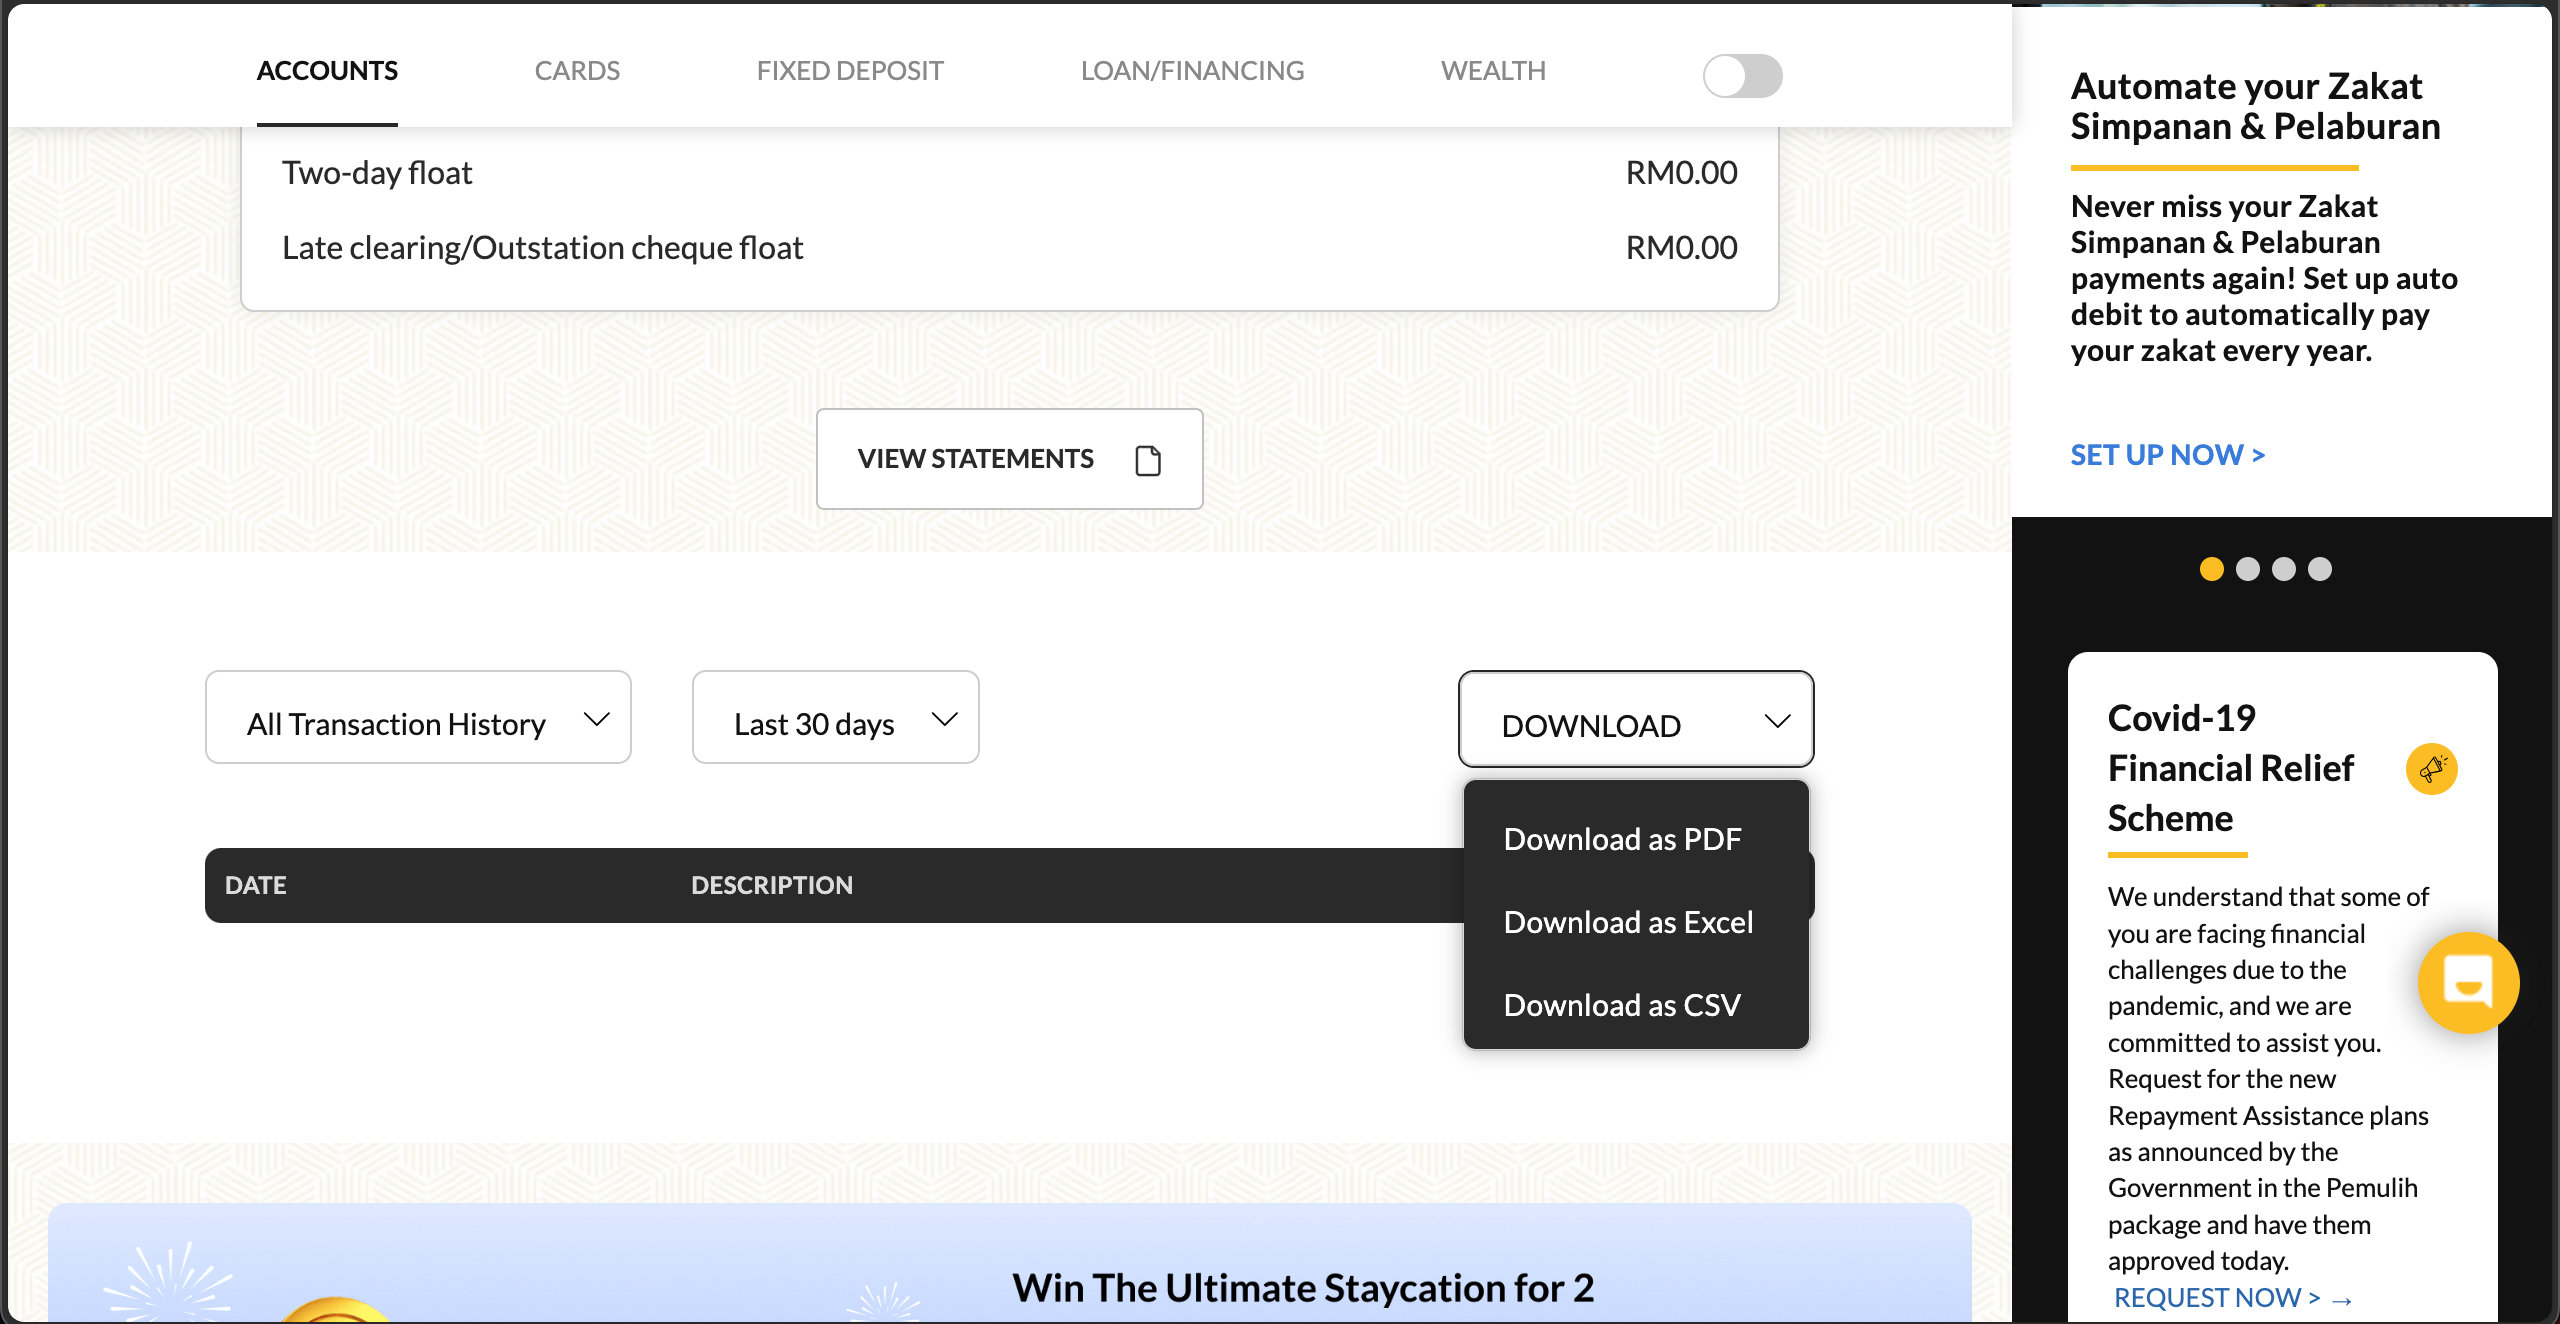 ACCOUNTS
CARDS
FIXED DEPOSIT
LOAN/FINANCING
WEALTH
Two-day float
RM0.00
Late clearing/Outstation cheque float
RM0.00
VIEW STATEMENTS
All Transaction History
Last 30 days
DOWNLOAD
Download as PDF
Download as Excel
Download as CSV
DATE
DESCRIPTION
Win The Ultimate Staycation for 2
Automate your Zakat
Simpanan & Pelaburan
Never miss your Zakat
Simpanan & Pelaburan
payments again! Set up auto
debit to automatically pay
your zakat every year.
SET UP NOW >
Covid-19
Financial Relief
Scheme
We understand that some of
you are facing financial
challenges due to the
pandemic, and we are
committed to assist you.
Request for the new
Repayment Assistance plans
as announced by the
Government in the Pemulih
package and have them
approved today.
REQUEST NOW > →